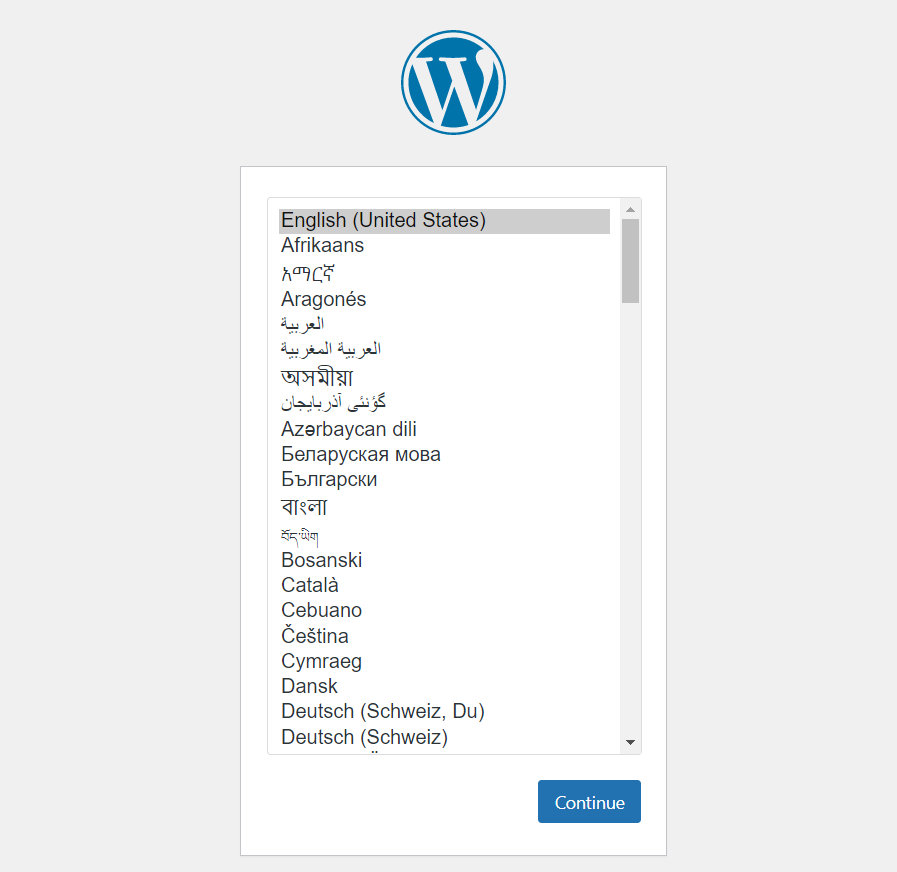 English (United States)
Afrikaans
አማርኛ
Aragonés
العربية
العربية المغربية
অসমীয়া
گؤنئی آذربایجان
Azərbaycan dili
Беларуская мова
Български
বাংলা
བོད་ཡིག
Bosanski
Català
Cebuano
Čeština
Cymraeg
Dansk
Deutsch (Schweiz, Du)
Deutsch (Schweiz)
Continue